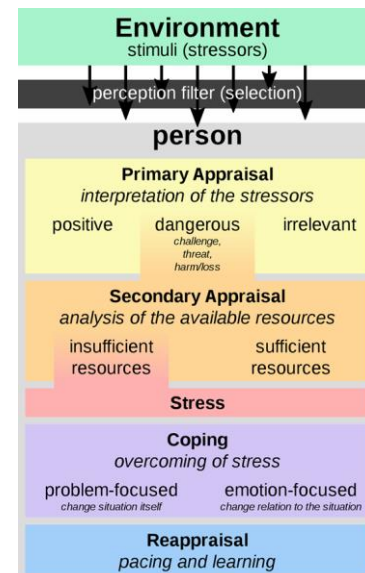 Environment
stimuli (stressors)
perception filter (selection)
person
Primary Appraisal
interpretation of the stressors
positive dangerous irrelevant
challenge,
threat,
harm/loss
Secondary Appraisal
analysis of the available resources
insufficient sufficient
resources resources
Stress
Coping
overcoming of stress
problem-focused emotion-focused
change situation itself change relation to the situation
Reappraisal
pacing and learning